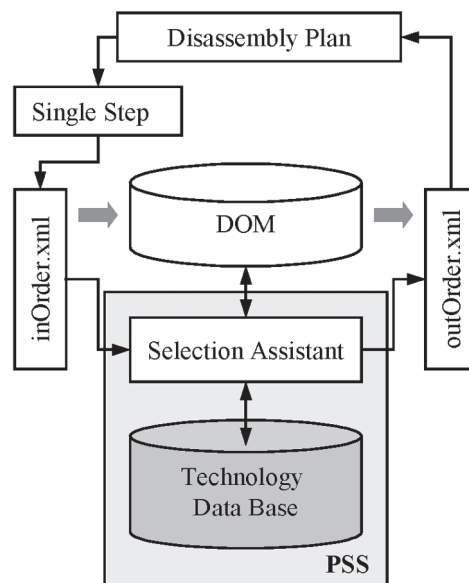 Disassembly Plan
Single Step
inOrder.xml
DOM
outOrder.xml
Selection Assistant
Technology
Data Base
PSS